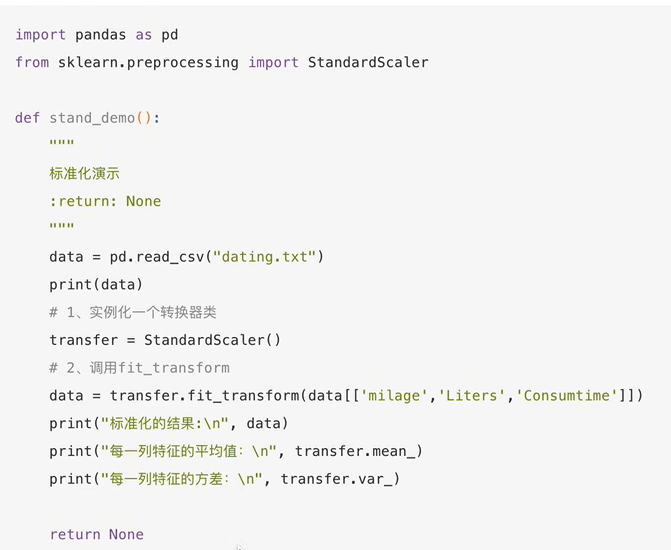 import pandas as pd
from sklearn.preprocessing import StandardScaler
def stand_demo():
"""
标准化演示
:return: None
"""
data = pd.read_csv("dating.txt")
print(data)
# 1、实例化一个转换器类
transfer = StandardScaler()
# 2、调用fit_transform
data = transfer.fit_transform(data[['milage','Liters','Consumtime']])
print("标准化的结果:\n", data)
print("每一列特征的平均值：\n", transfer.mean_)
print("每一列特征的方差：\n", transfer.var_)
return None